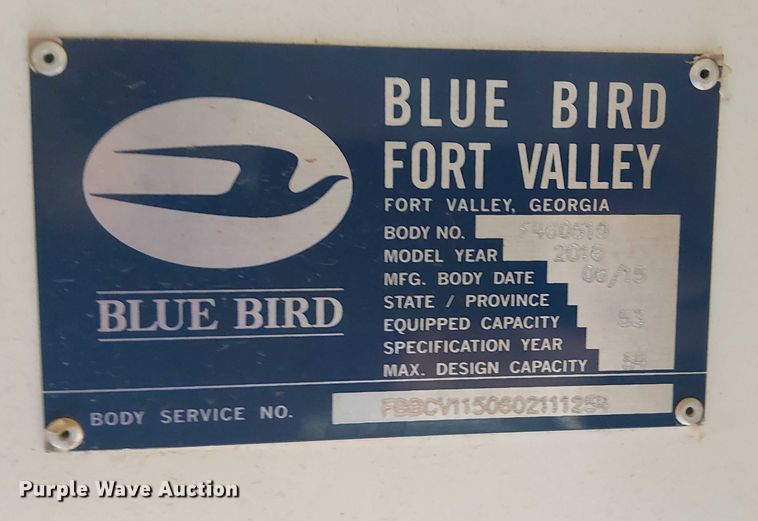 BLUE BIRD
BLUE BIRD
FORT VALLEY
FORT VALLEY, GEORGIA
BODY NO.
MODEL YEAR 2016
MFG. BODY DATE 06/15
STATE / PROVINCE
EQUIPPED CAPACITY 53
SPECIFICATION YEAR
MAX. DESIGN CAPACITY
BODY SERVICE NO.
Purple Wave Auction